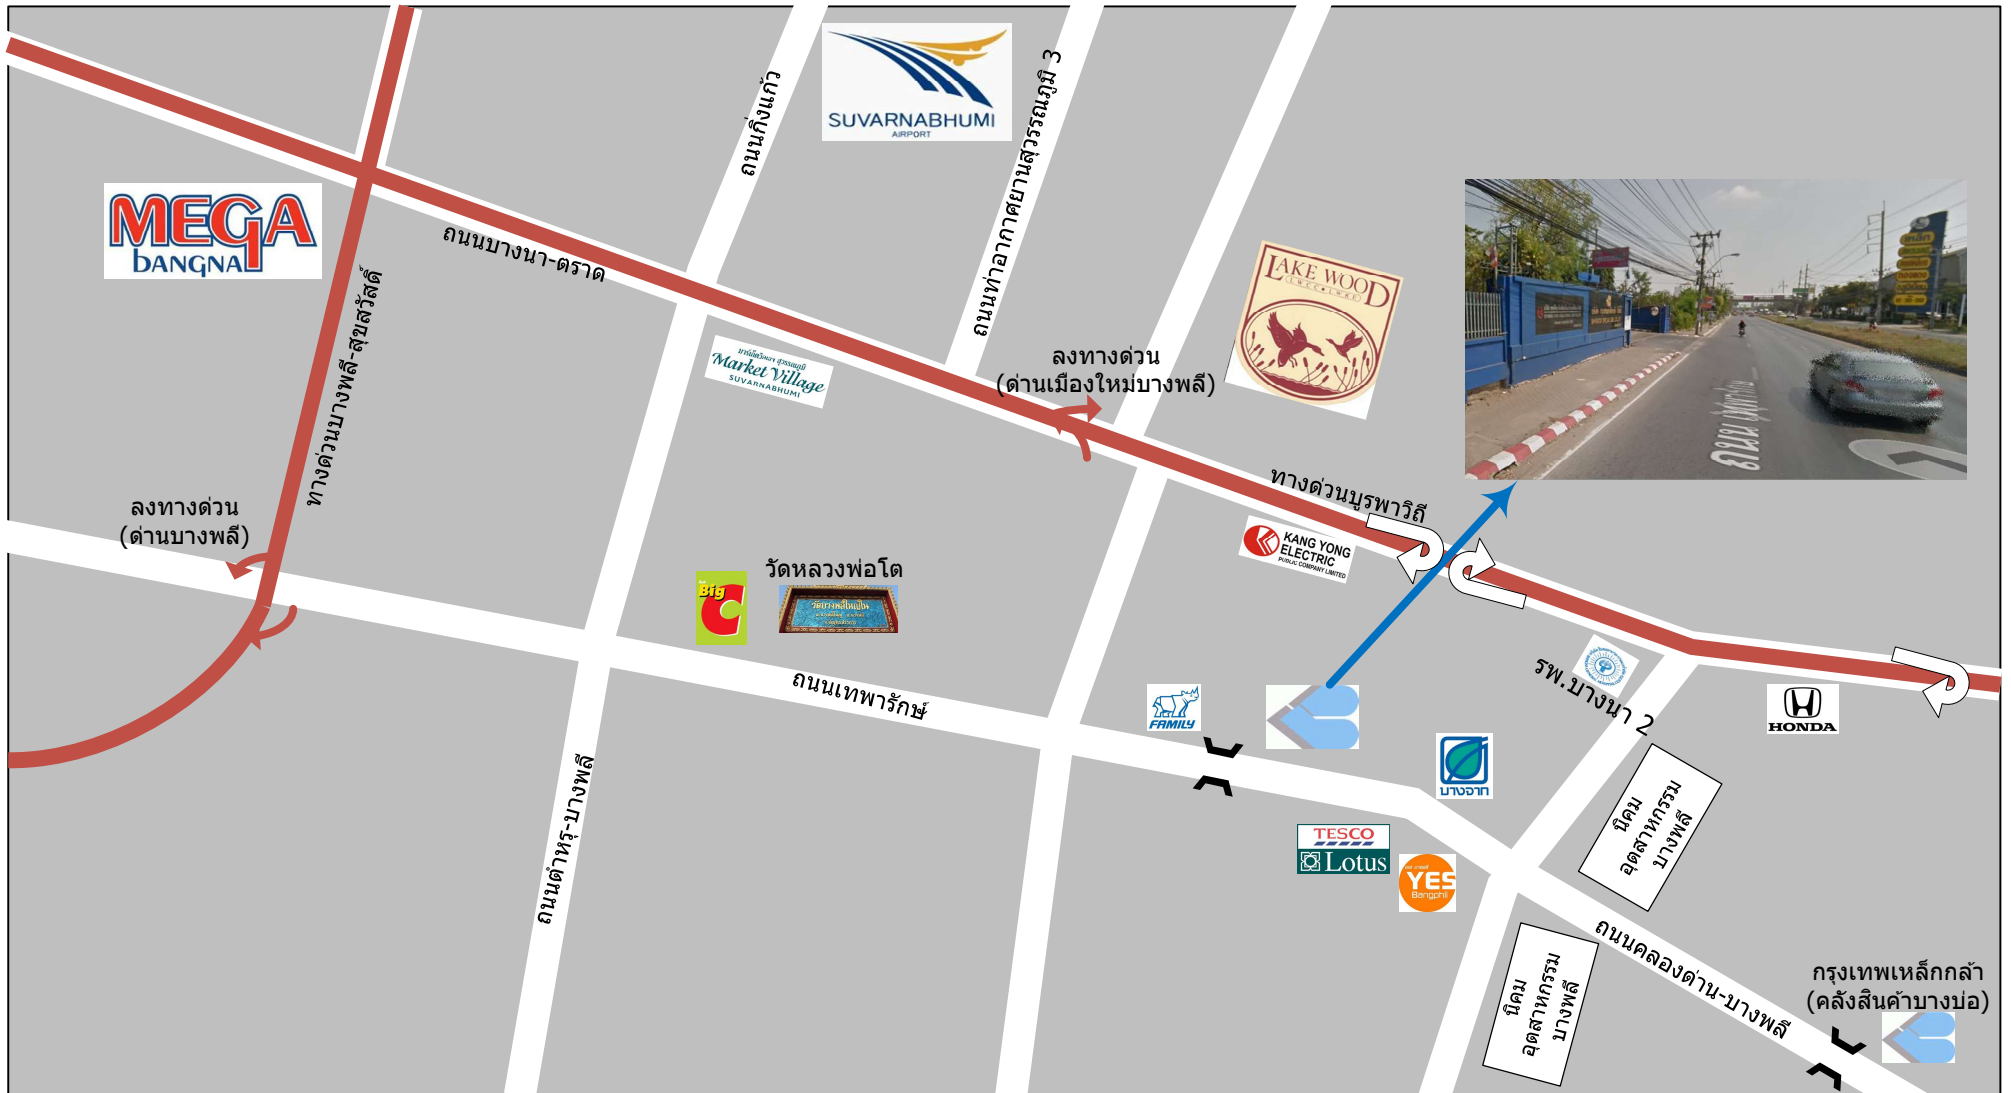 SUVARNABHUMI
AIRPORT
MEGA
BANGNA
ถนนกิ่งแก้ว
ถนนท่าอากาศยานสุวรรณภูมิ 3
ถนนบางนา-ตราด
ทางด่วนบางพลี-สุขสวัสดิ์
Market Village
SUVARNABHUMI
LAKE WOOD
ลงทางด่วน
(ด่านเมืองใหม่บางพลี)
ทางด่วนบูรพาวิถี
ลงทางด่วน
(ด่านบางพลี)
KANG YONG
ELECTRIC
PUBLIC COMPANY LIMITED
Big
C
วัดหลวงพ่อโต
ถนนเทพารักษ์
FAMILY
รพ.บางนา 2
HONDA
บางจาก
ถนนตำหรุ-บางพลี
TESCO
Lotus
YES
Bangphli
นิคม
อุตสาหกรรม
บางพลี
นิคม
อุตสาหกรรม
บางพลี
ถนนคลองด่าน-บางพลี
กรุงเทพเหล็กกล้า
(คลังสินค้าบางบ่อ)